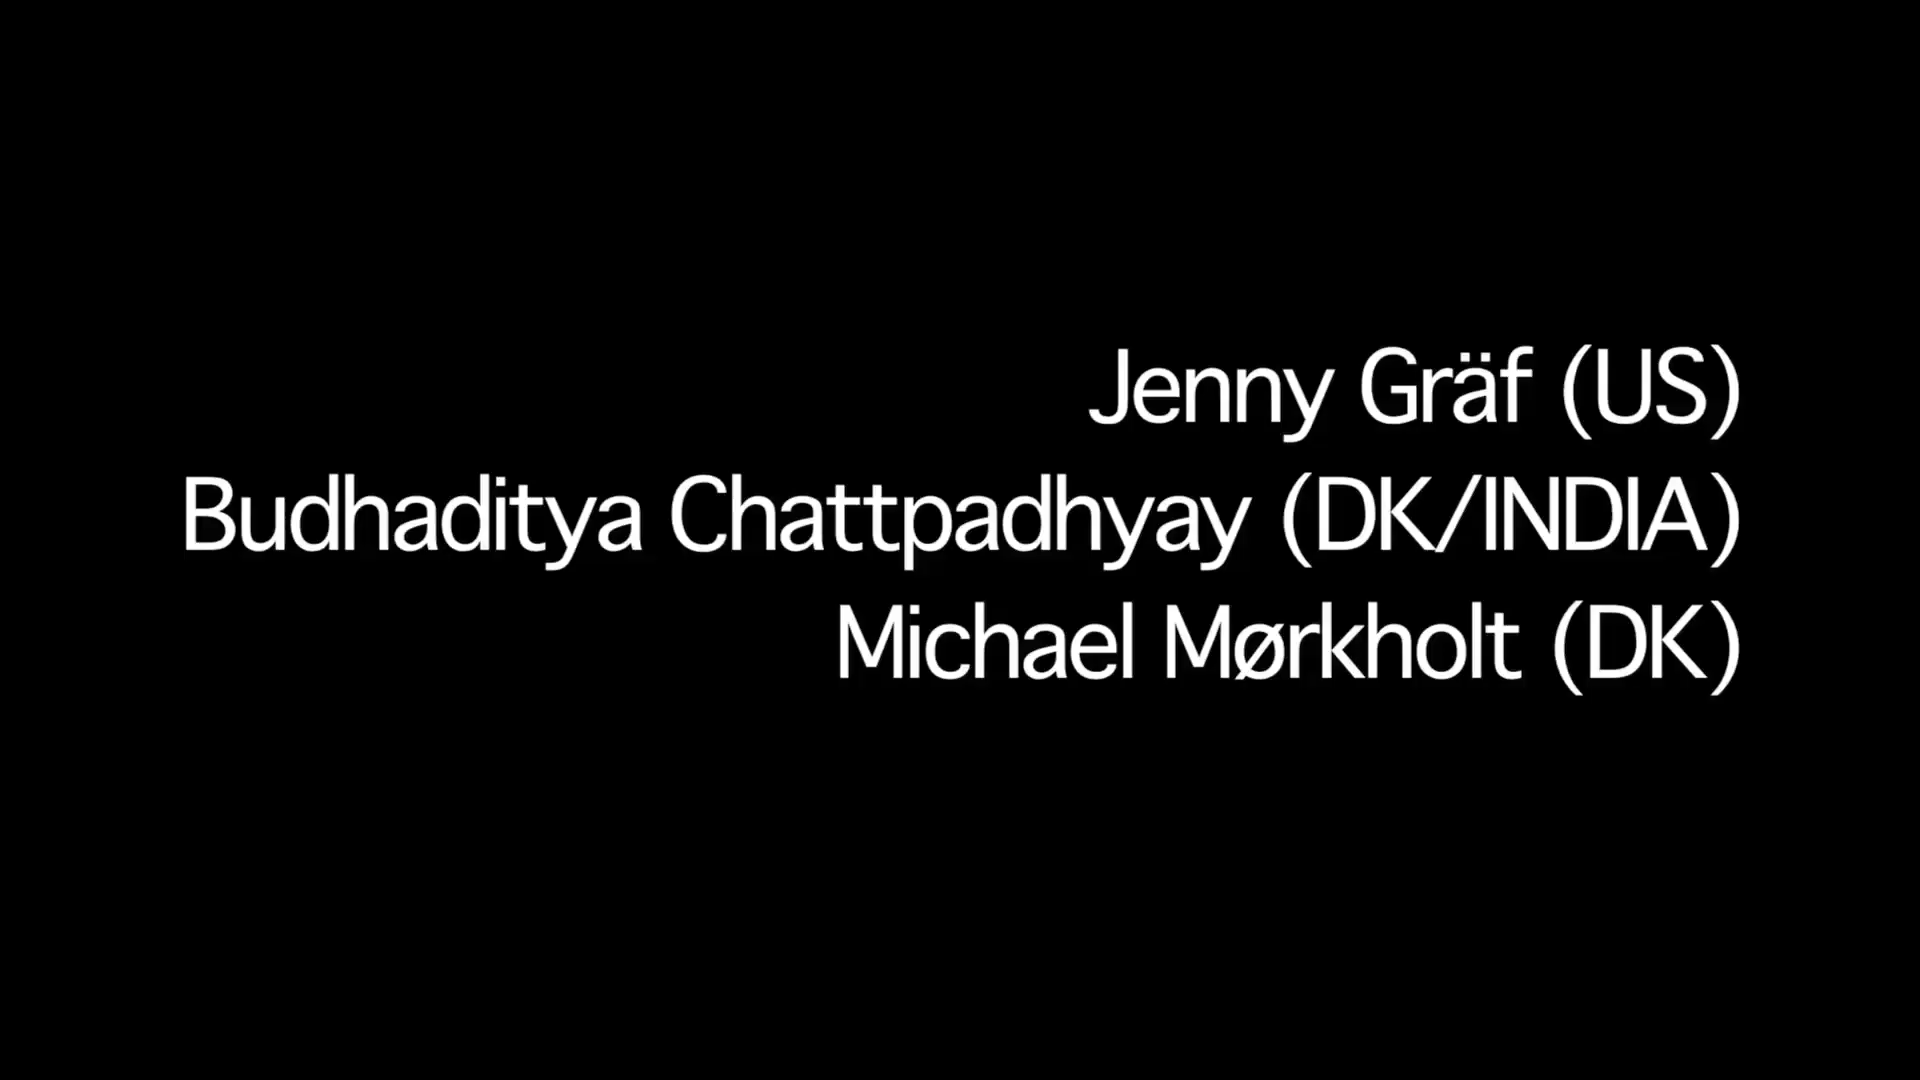 Jenny Gräf (US)
Budhaditya Chattpadhyay (DK/INDIA)
Michael Mørkholt (DK)